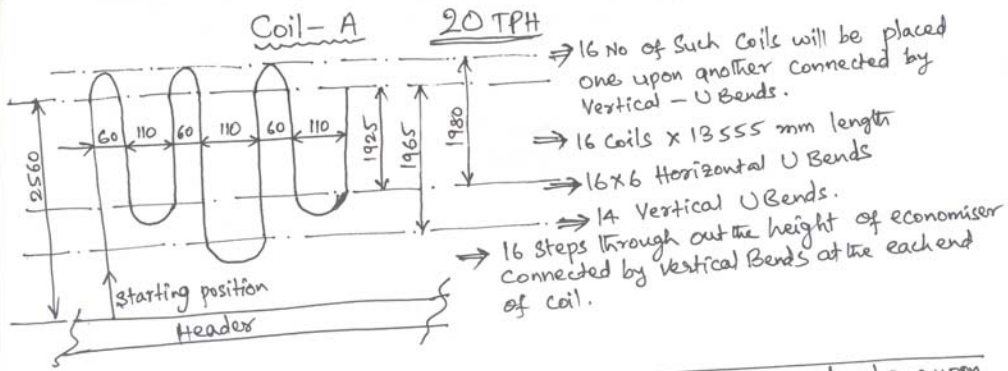 Coil-A 20 TPH
⇒ 16 No of Such Coils will be placed
one upon another connected by
Vertical - U Bends.
⇒ 16 Coils x 13555 mm length
⇒ 16x6 Horizontal U Bends
⇒ 14 Vertical U Bends.
⇒ 16 Steps through out the height of economiser
connected by Vertical Bends at the each end
of coil.
60 110 60 110 60 110
2560
1925
1965
1980
Starting position
Header